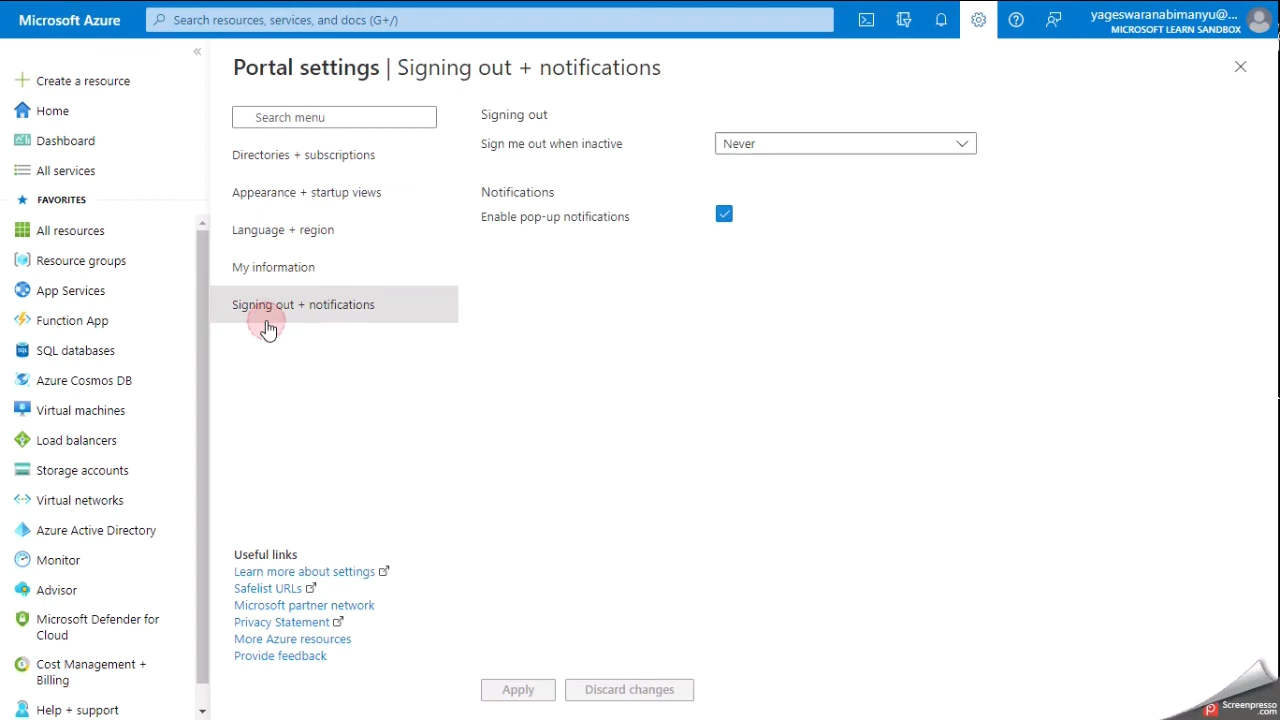 Microsoft Azure
Search resources, services, and docs (G+/)
yageswaranabimanyu@...
MICROSOFT LEARN SANDBOX
Create a resource
Home
Dashboard
All services
FAVORITES
All resources
Resource groups
App Services
Function App
SQL databases
Azure Cosmos DB
Virtual machines
Load balancers
Storage accounts
Virtual networks
Azure Active Directory
Monitor
Advisor
Microsoft Defender for
Cloud
Cost Management +
Billing
Help + support
Portal settings | Signing out + notifications
Search menu
Directories + subscriptions
Appearance + startup views
Language + region
My information
Signing out + notifications
Useful links
Learn more about settings
Safelist URLs
Microsoft partner network
Privacy Statement
More Azure resources
Provide feedback
Signing out
Sign me out when inactive
Never
Notifications
Enable pop-up notifications
Apply
Discard changes
Screenpresso
.com